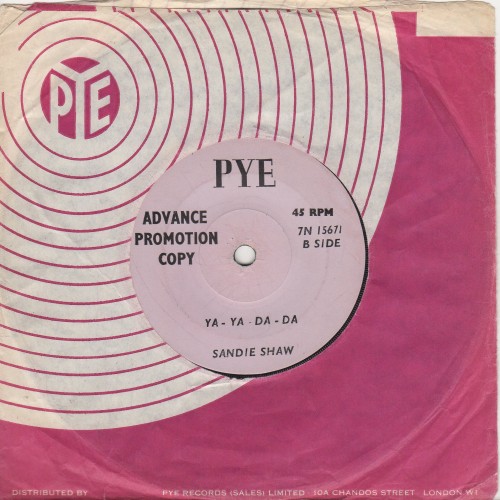 PYE
PYE
ADVANCE
PROMOTION
COPY
45 RPM
7N 15671
B SIDE
YA - YA - DA - DA
SANDIE SHAW
DISTRIBUTED BY PYE RECORDS (SALES) LIMITED · 10A CHANDOS STREET · LONDON W1